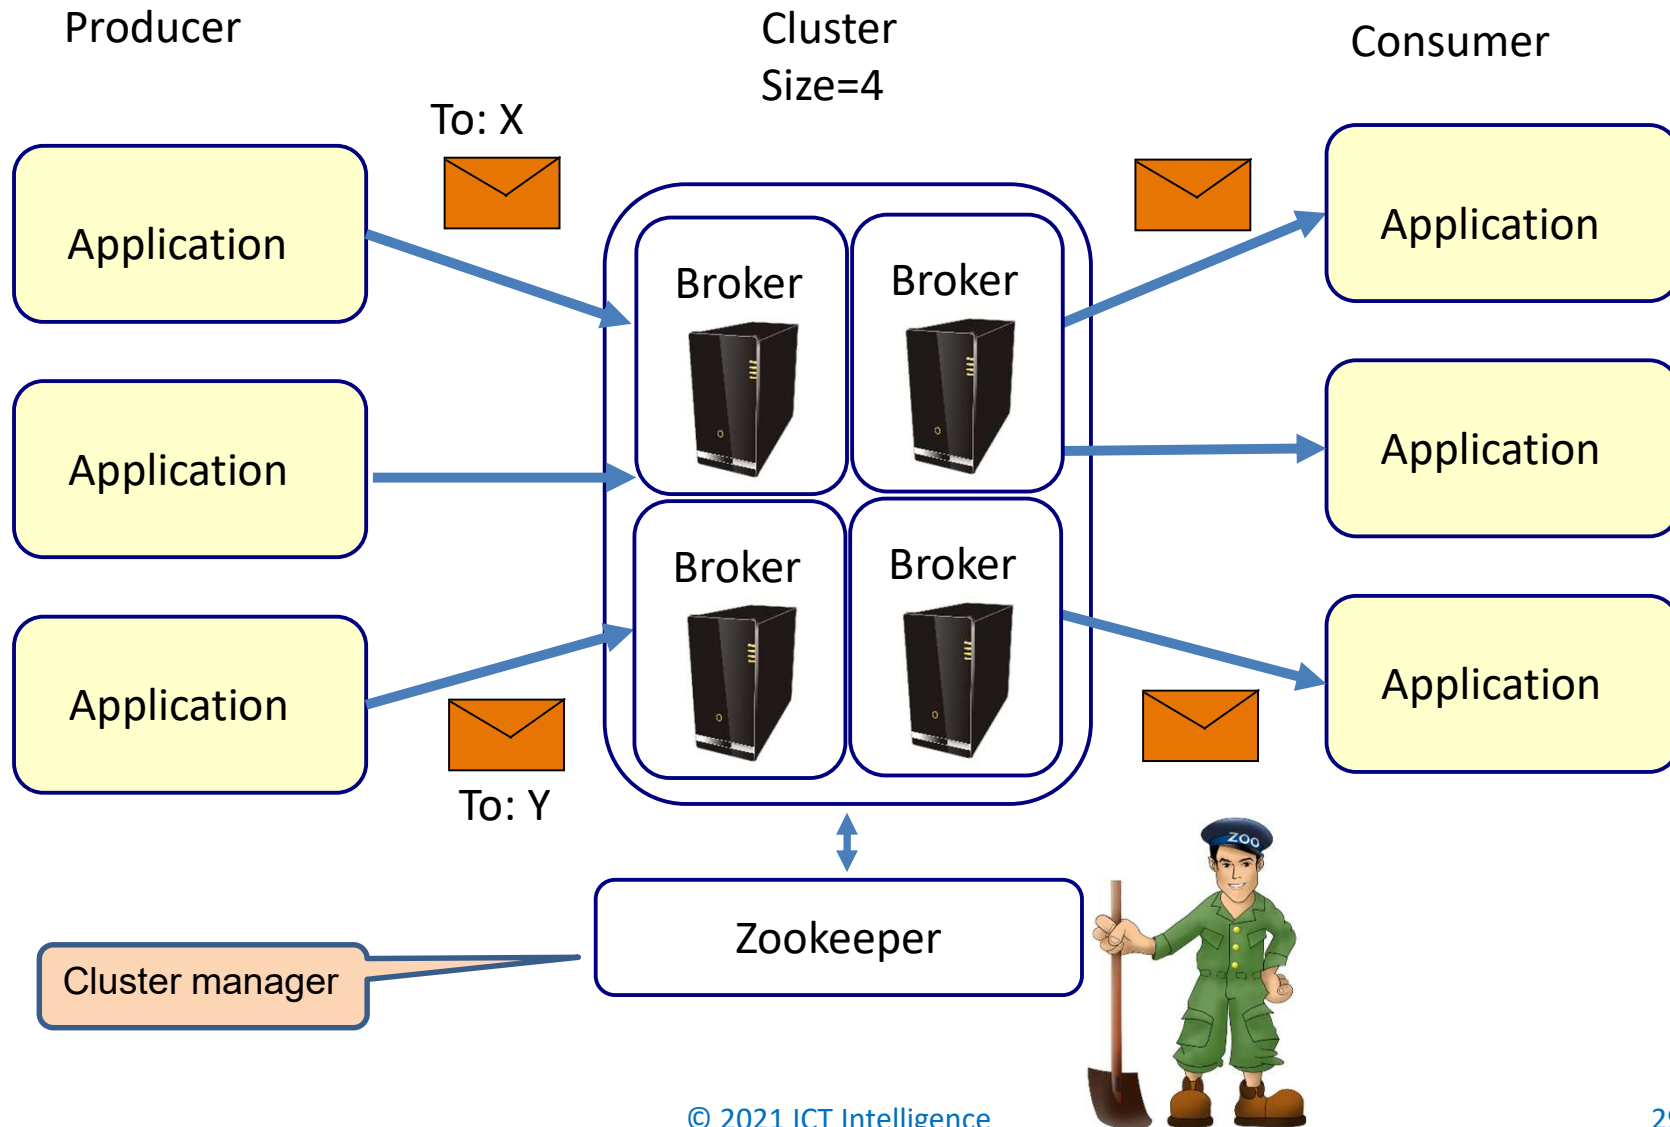 Producer
Cluster
Size=4
Consumer
To: X
Application
Application
Broker
Broker
Application
Application
Broker
Broker
Application
Application
To: Y
ZOO
Zookeeper
Cluster manager
© 2021 ICT Intelligence